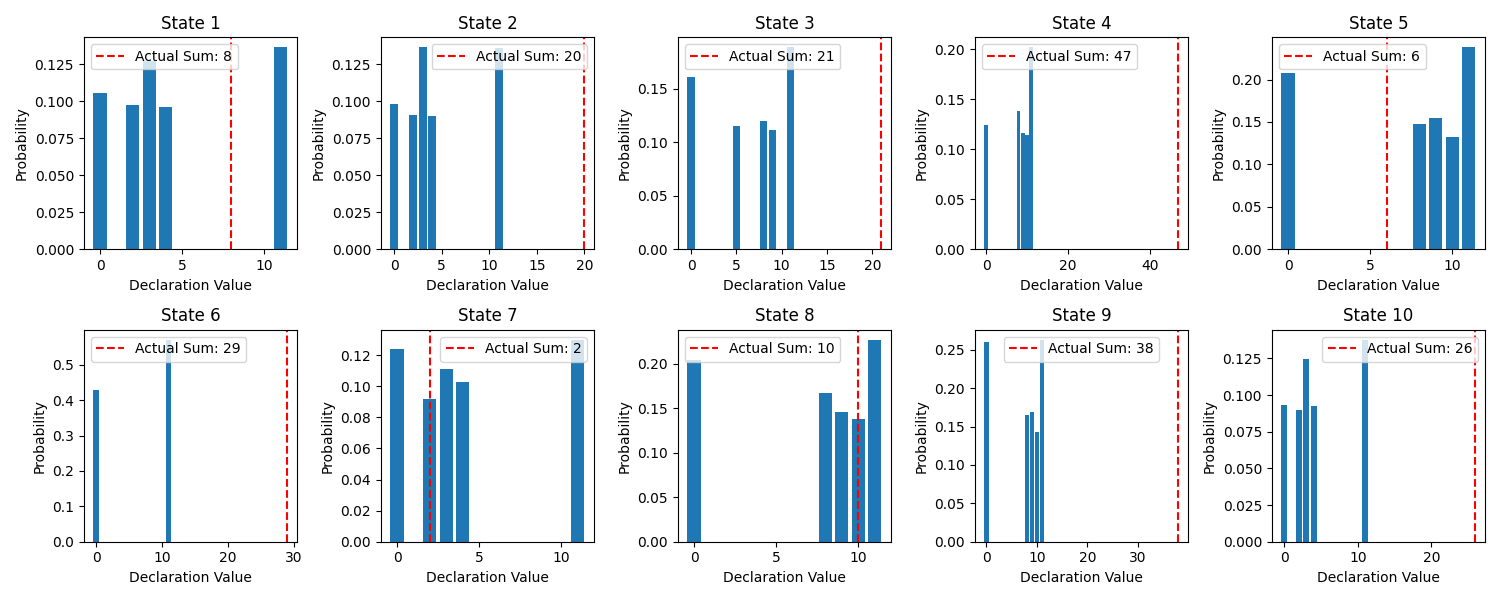 State 1
Actual Sum: 8
Probability
0.125
0.100
0.075
0.050
0.025
0.000
0 5 10
Declaration Value
State 2
Actual Sum: 20
Probability
0.125
0.100
0.075
0.050
0.025
0.000
0 5 10 15 20
Declaration Value
State 3
Actual Sum: 21
Probability
0.15
0.10
0.05
0.00
0 5 10 15 20
Declaration Value
State 4
Actual Sum: 47
Probability
0.20
0.15
0.10
0.05
0.00
0 20 40
Declaration Value
State 5
Actual Sum: 6
Probability
0.20
0.15
0.10
0.05
0.00
0 5 10
Declaration Value
State 6
Actual Sum: 29
Probability
0.5
0.4
0.3
0.2
0.1
0.0
0 10 20 30
Declaration Value
State 7
Actual Sum: 2
Probability
0.12
0.10
0.08
0.06
0.04
0.02
0.00
0 5 10
Declaration Value
State 8
Actual Sum: 10
Probability
0.20
0.15
0.10
0.05
0.00
0 5 10
Declaration Value
State 9
Actual Sum: 38
Probability
0.25
0.20
0.15
0.10
0.05
0.00
0 10 20 30
Declaration Value
State 10
Actual Sum: 26
Probability
0.125
0.100
0.075
0.050
0.025
0.000
0 10 20
Declaration Value